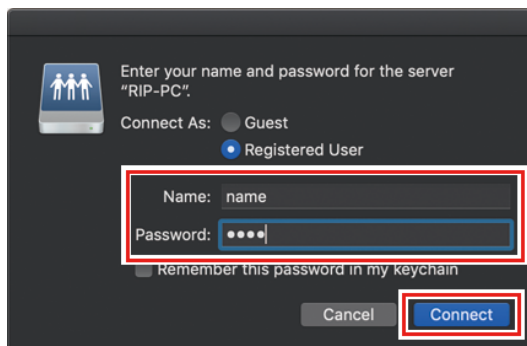 Enter your name and password for the server
“RIP-PC”.
Connect As: Guest
Registered User
Name: name
Password: ••••
Remember this password in my keychain
Cancel Connect